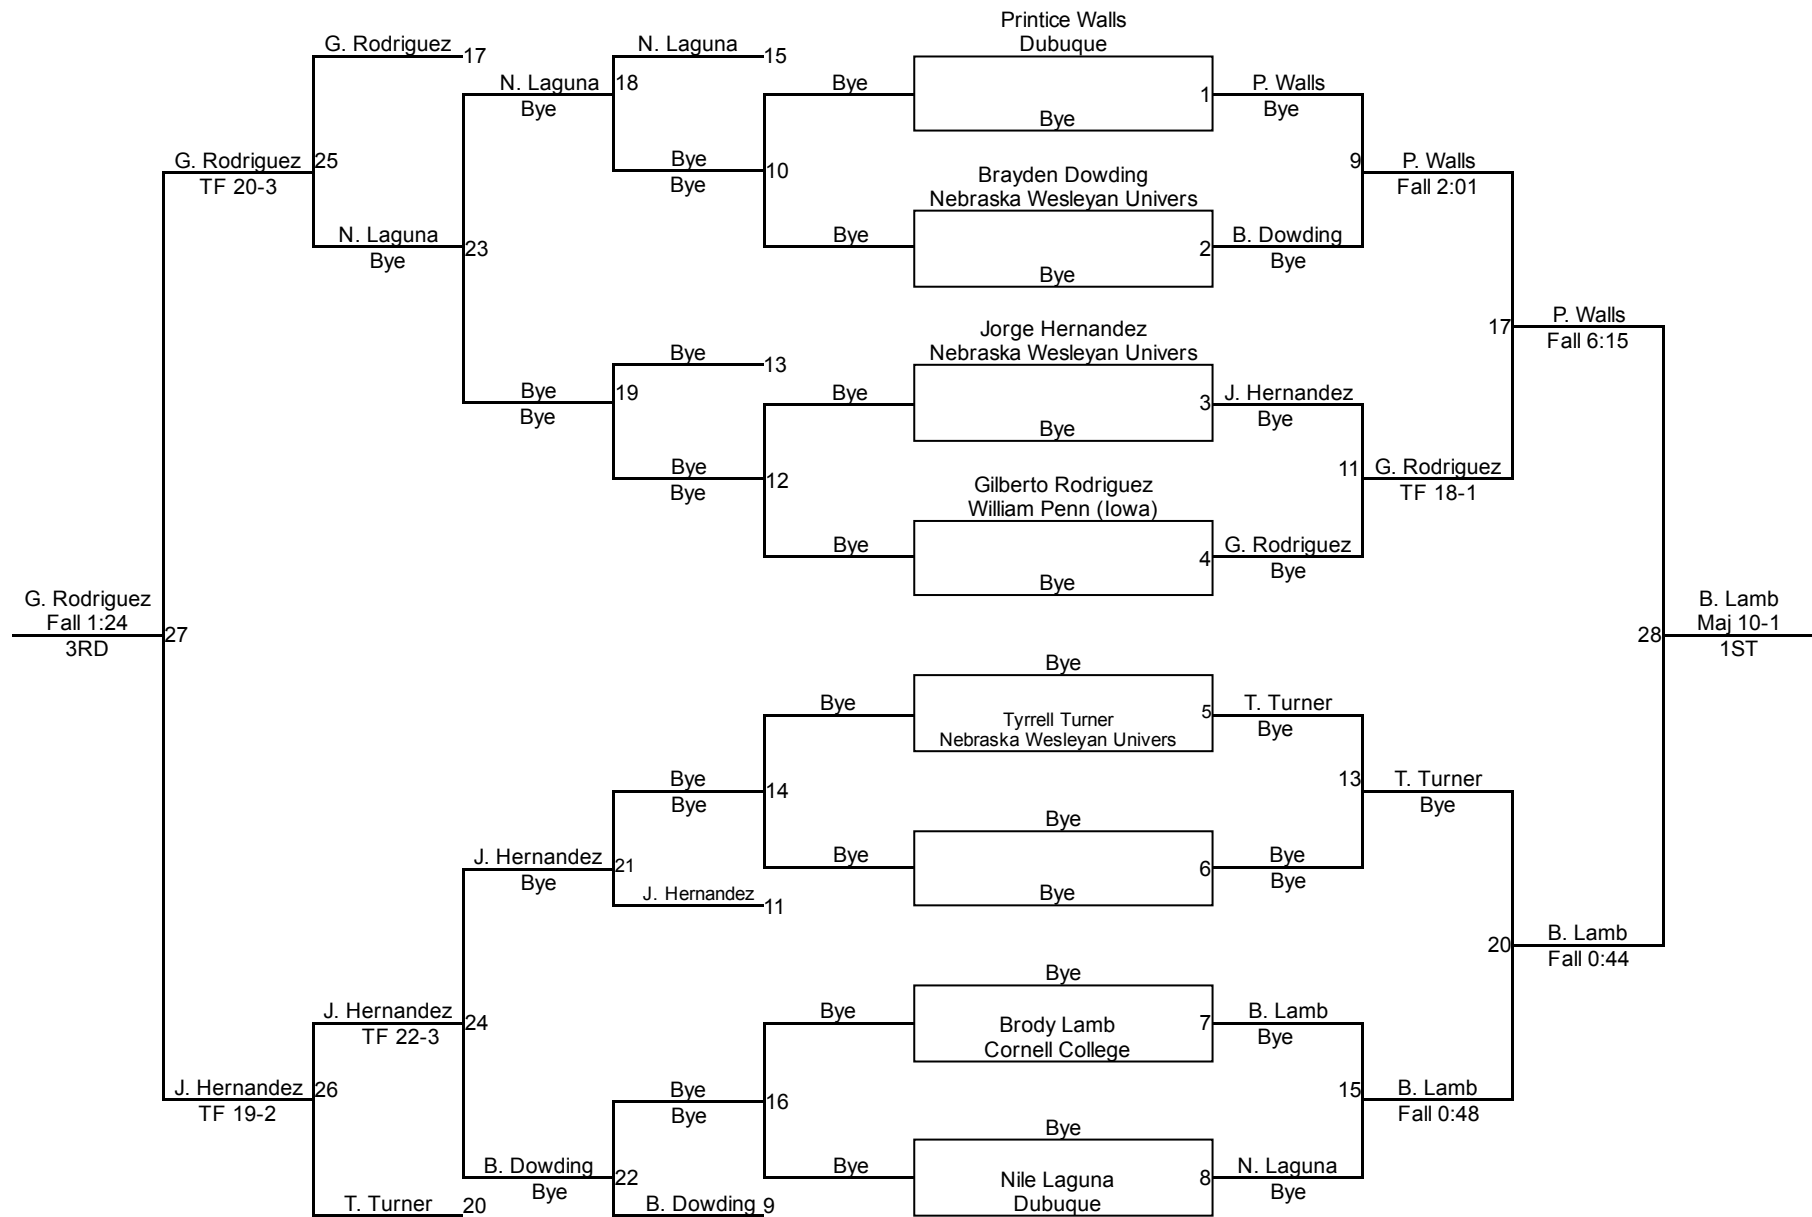 Printice Walls
Dubuque
G. Rodriguez
17
N. Laguna
15
N. Laguna
Bye
18
Bye
1
Bye
P. Walls
Bye
G. Rodriguez
TF 20-3
25
Bye
Bye
10
Brayden Dowding
Nebraska Wesleyan Univers
9
P. Walls
Fall 2:01
N. Laguna
Bye
23
Bye
2
Bye
B. Dowding
Bye
Jorge Hernandez
Nebraska Wesleyan Univers
17
P. Walls
Fall 6:15
Bye
13
Bye
Bye
19
Bye
3
Bye
J. Hernandez
Bye
Bye
Bye
12
Gilberto Rodriguez
William Penn (Iowa)
11
G. Rodriguez
TF 18-1
Bye
4
Bye
G. Rodriguez
Bye
G. Rodriguez
Fall 1:24
3RD
27
28
B. Lamb
Maj 10-1
1ST
Bye
Bye
5
Tyrrell Turner
Nebraska Wesleyan Univers
T. Turner
Bye
Bye
Bye
14
13
T. Turner
Bye
Bye
J. Hernandez
Bye
21
Bye
6
Bye
Bye
Bye
J. Hernandez
11
20
B. Lamb
Fall 0:44
Bye
J. Hernandez
TF 22-3
24
Bye
7
Brody Lamb
Cornell College
B. Lamb
Bye
J. Hernandez
TF 19-2
26
Bye
Bye
16
15
B. Lamb
Fall 0:48
Bye
B. Dowding
Bye
22
Bye
8
Nile Laguna
Dubuque
N. Laguna
Bye
T. Turner
20
B. Dowding
9